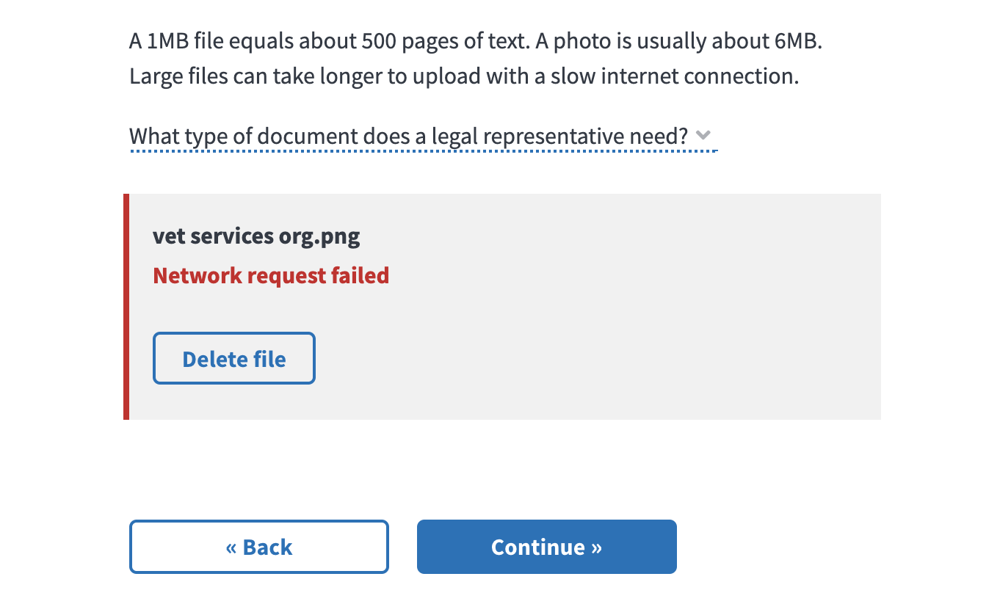 A 1MB file equals about 500 pages of text. A photo is usually about 6MB.
Large files can take longer to upload with a slow internet connection.
What type of document does a legal representative need?
vet services org.png
Network request failed
Delete file
« Back
Continue »